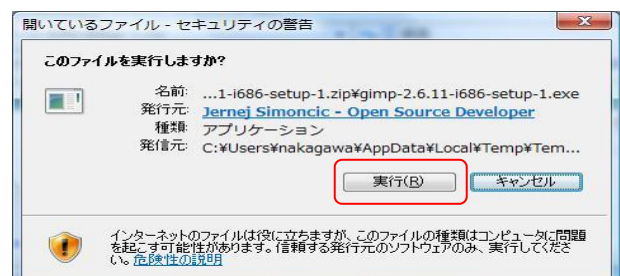 開いているファイル - セキュリティの警告
このファイルを実行しますか?
名前: ...1-i686-setup-1.zip¥gimp-2.6.11-i686-setup-1.exe
発行元: Jernej Simoncic - Open Source Developer
種類: アプリケーション
発信元: C:¥Users¥nakagawa¥AppData¥Local¥Temp¥Tem...
実行(R) キャンセル
インターネットのファイルは役に立ちますが、このファイルの種類はコンピュータに問題
を起こす可能性があります。信頼する発行元のソフトウェアのみ、実行してくださ
い。危険性の説明